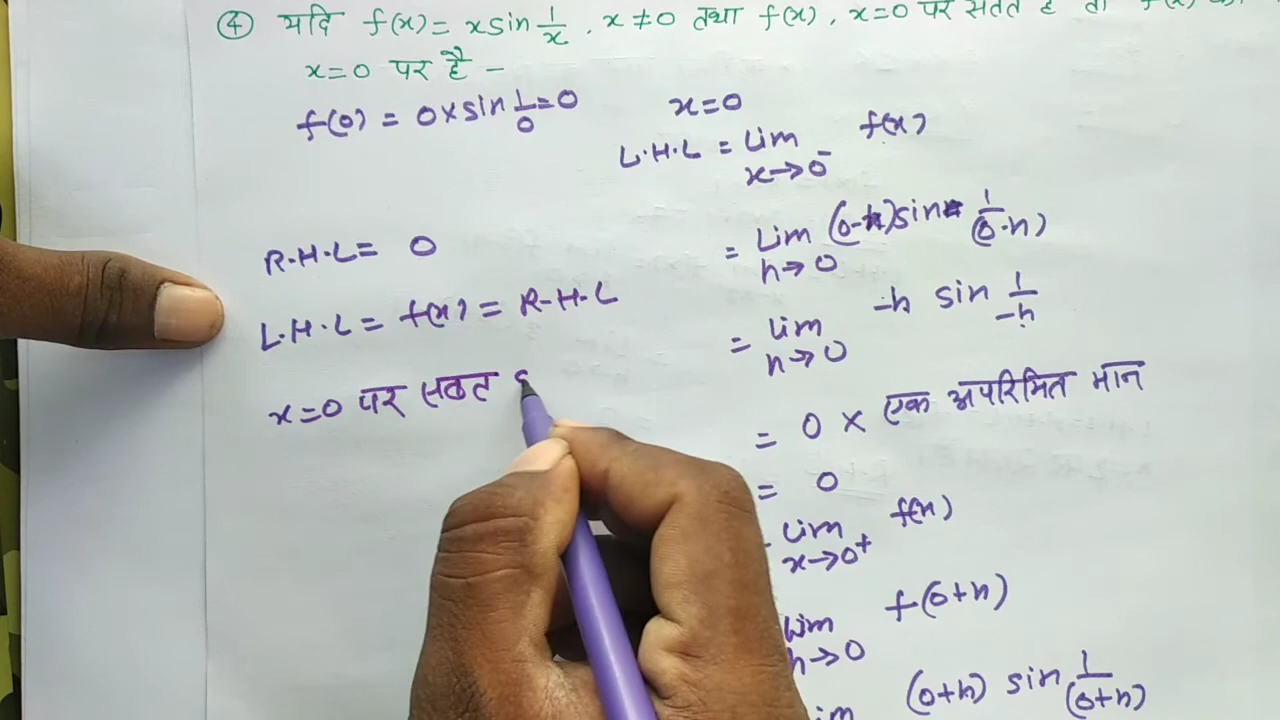 ④ यदि f(x) = x sin 1/x , x ≠ 0 तथा f(x) , x=0 पर सतत है तो f(x) का
x=0 पर है –
f(0) = 0 x sin 1/0 = 0
R.H.L = 0
L.H.L = f(x) = R-H-L
x=0 पर सतत
x=0
L.H.L = Lim x→0⁻ f(x)
= Lim h→0 (0-h) sin 1/(0-h)
= Lim h→0 -h sin 1/-h
= 0 x एक अपरिमित मान
= 0
Lim x→0⁺ f(x)
Lim h→0 f(0+h)
(0+h) sin 1/(0+h)